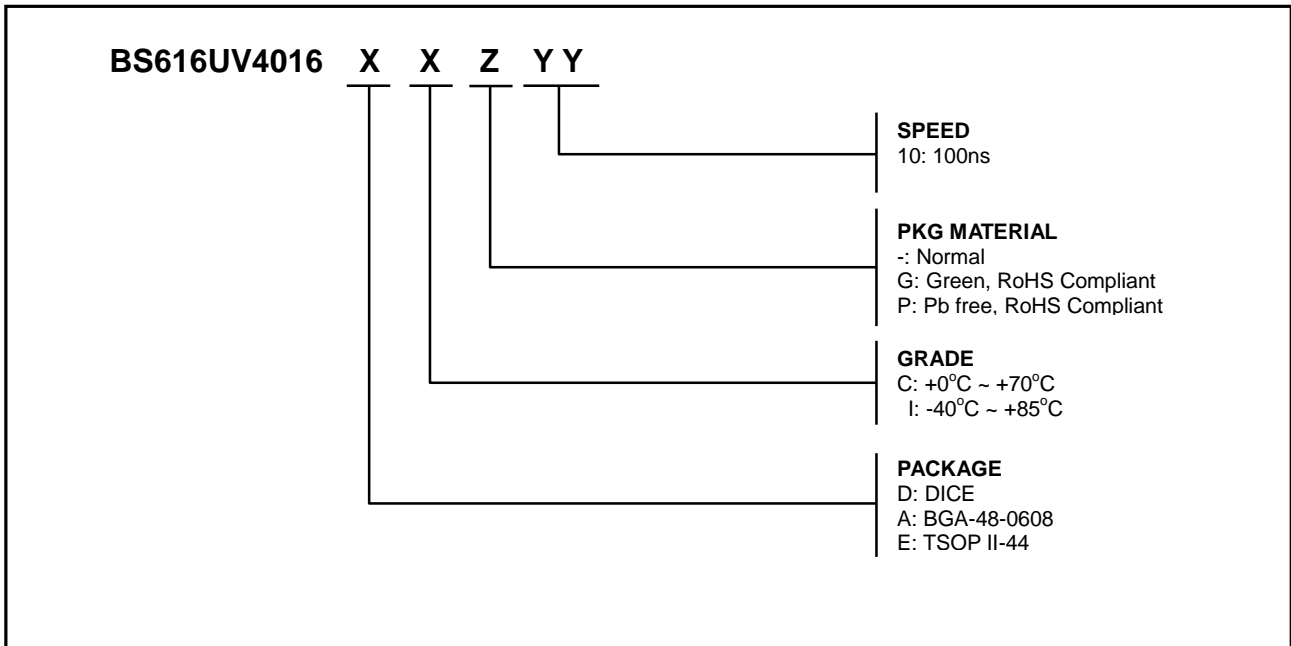 BS616UV4016 X X Z Y Y
SPEED
10: 100ns
PKG MATERIAL
-: Normal
G: Green, RoHS Compliant
P: Pb free, RoHS Compliant
GRADE
C: +0°C ~ +70°C
I: -40°C ~ +85°C
PACKAGE
D: DICE
A: BGA-48-0608
E: TSOP II-44